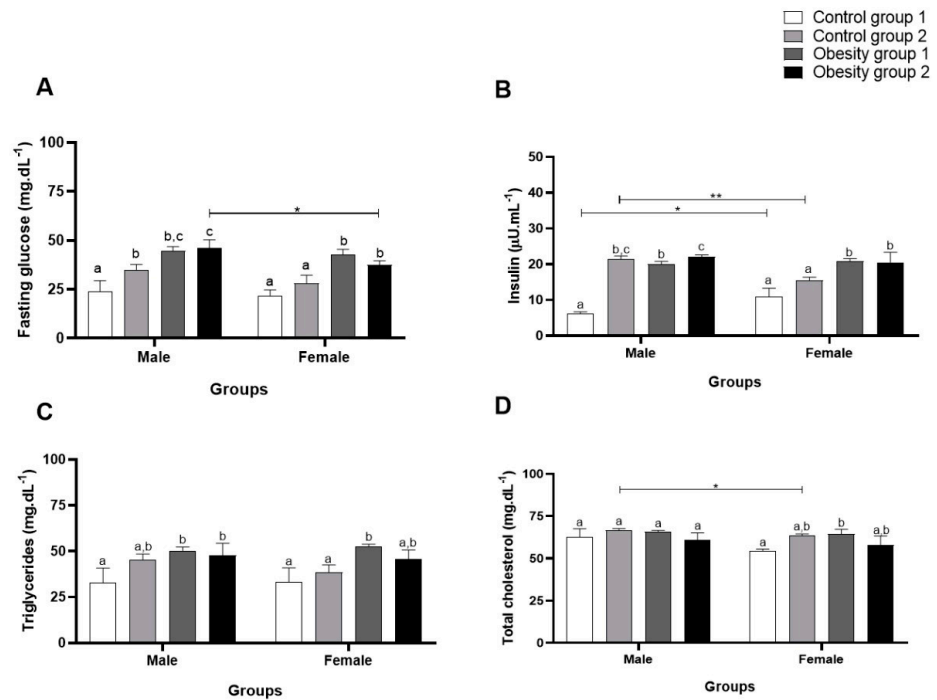 Control group 1
Control group 2
Obesity group 1
Obesity group 2
A
Fasting glucose (mg.dL⁻¹)
100
75
50
25
0
a
b
b,c
c
a
a
b
b
*
Male
Female
Groups
B
Insulin (µU.mL⁻¹)
50
40
30
20
10
0
a
b,c
b
c
a
a
b
b
**
*
Male
Female
Groups
C
Triglycerides (mg.dL⁻¹)
100
75
50
25
0
a
a,b
b
b
a
a
b
a,b
Male
Female
Groups
D
Total cholesterol (mg.dL⁻¹)
100
75
50
25
0
a
a
a
a
a
a,b
b
a,b
*
Male
Female
Groups